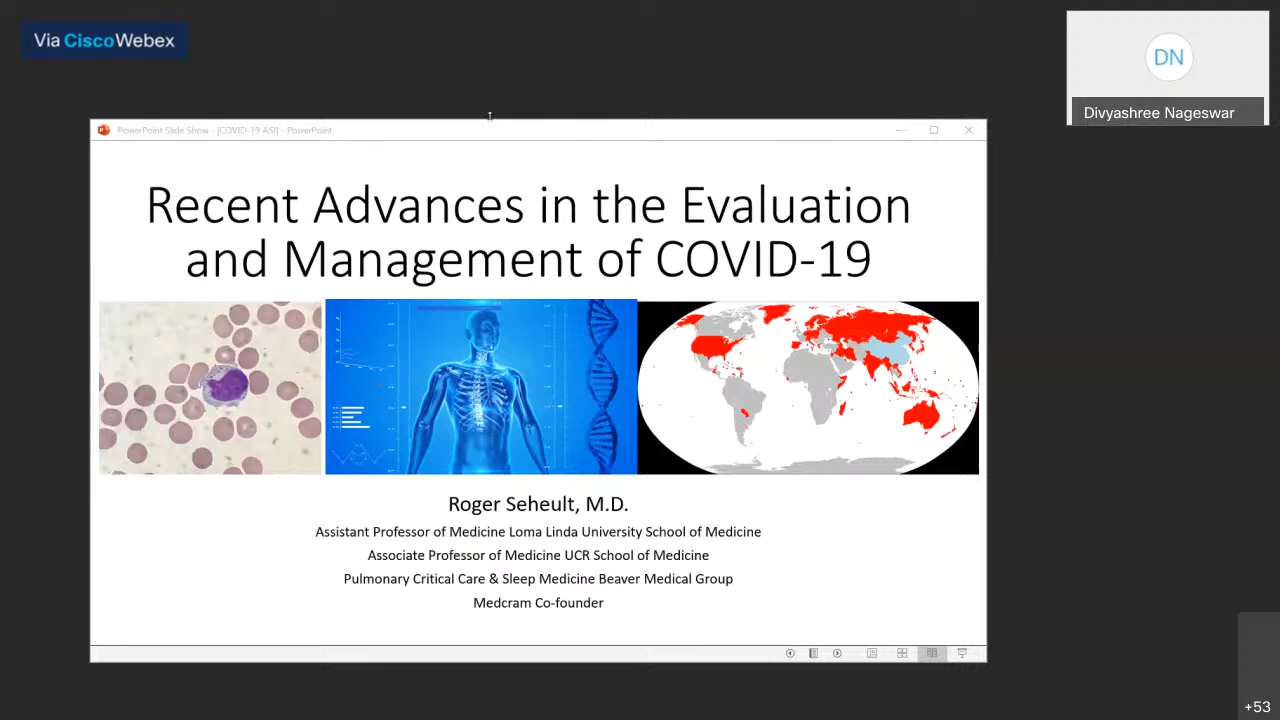 Via CiscoWebex
DN
Divyashree Nageswar
PowerPoint Slide Show - [COVID-19 ASI] - PowerPoint
Recent Advances in the Evaluation
and Management of COVID-19
Roger Seheult, M.D.
Assistant Professor of Medicine Loma Linda University School of Medicine
Associate Professor of Medicine UCR School of Medicine
Pulmonary Critical Care & Sleep Medicine Beaver Medical Group
Medcram Co-founder
+53